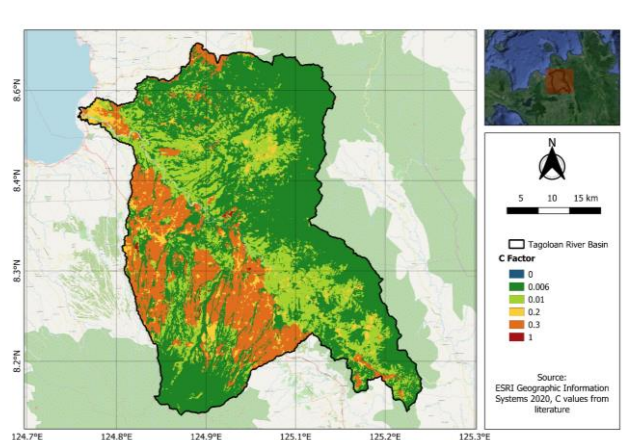 8.6°N
8.4°N
8.3°N
8.2°N
124.7°E
124.8°E
124.9°E
125.1°E
125.2°E
125.3°E
N
5 10 15 km
Tagoloan River Basin
C Factor
0
0.006
0.01
0.2
0.3
1
Source:
ESRI Geographic Information
Systems 2020, C values from
literature